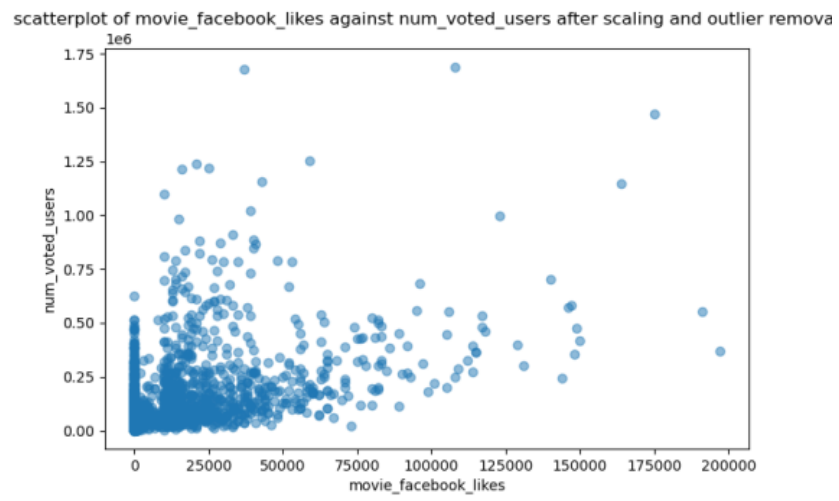 scatterplot of movie_facebook_likes against num_voted_users after scaling and outlier remova
1e6
1.75
1.50
1.25
1.00
0.75
0.50
0.25
0.00
num_voted_users
0 25000 50000 75000 100000 125000 150000 175000 200000
movie_facebook_likes